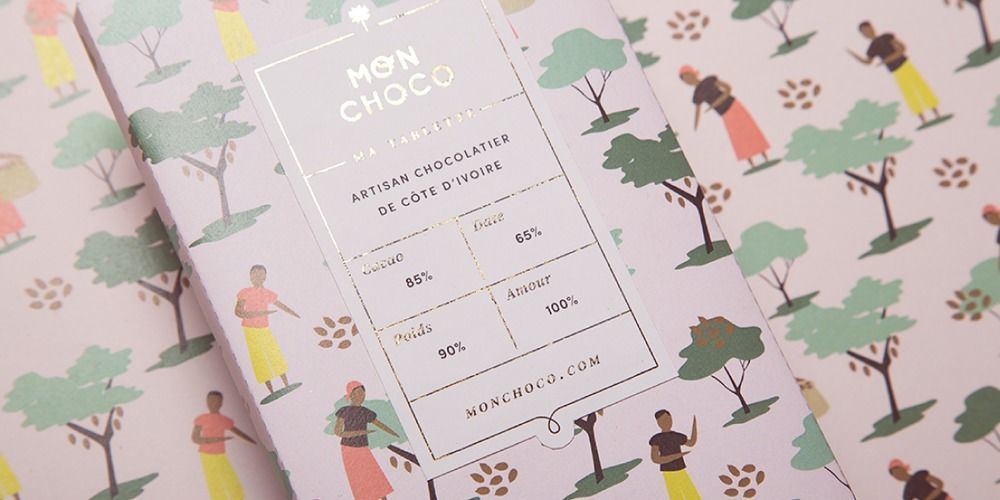 MON
CHOCO
MA TABLETTE
ARTISAN CHOCOLATIER
DE CÔTE D'IVOIRE
Cacao
85%
Date
65%
Poids
90%
Amour
100%
MONCHOCO.COM